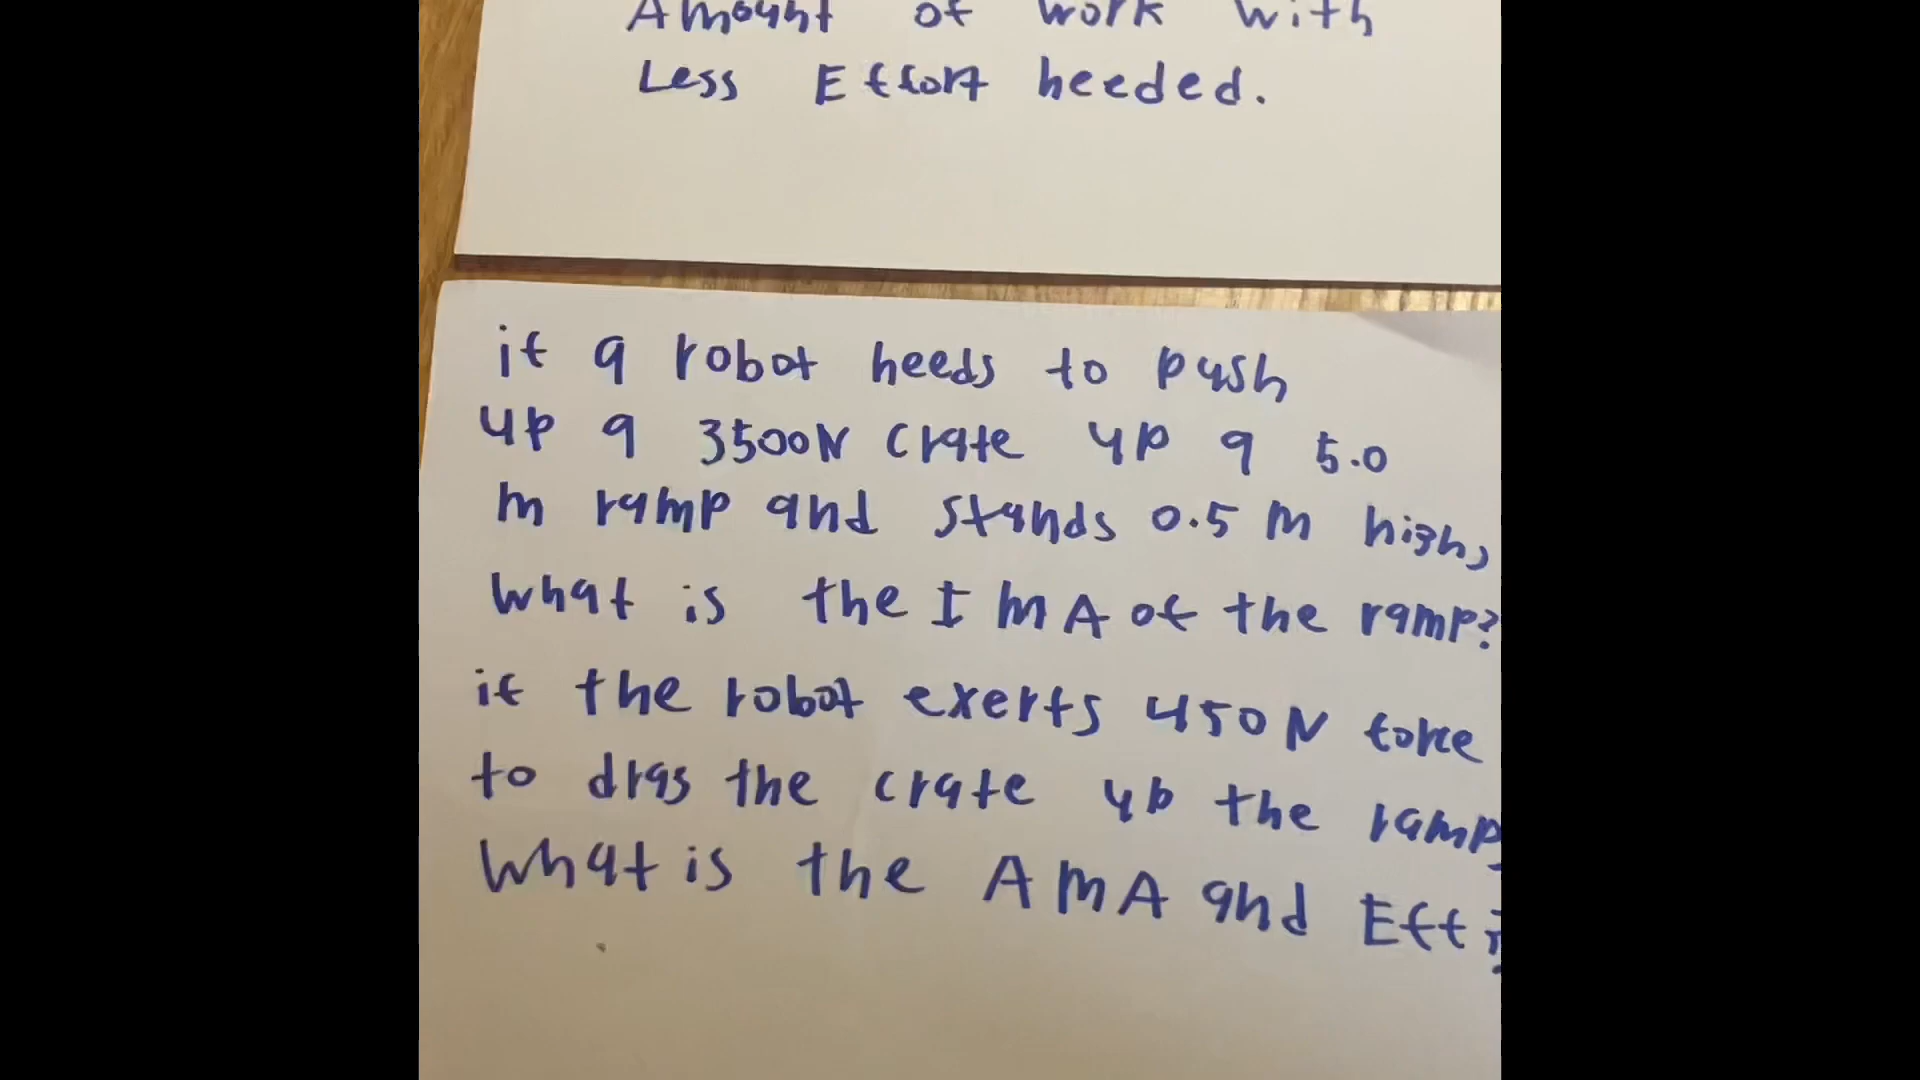 Amount of work with
Less Effort needed.
if a robot needs to push
up a 3500N crate up a 5.0
m ramp and stands 0.5 m high,
what is the IMA of the ramp?
if the robot exerts 450N force
to drag the crate up the ramp,
What is the AMA and Eff?